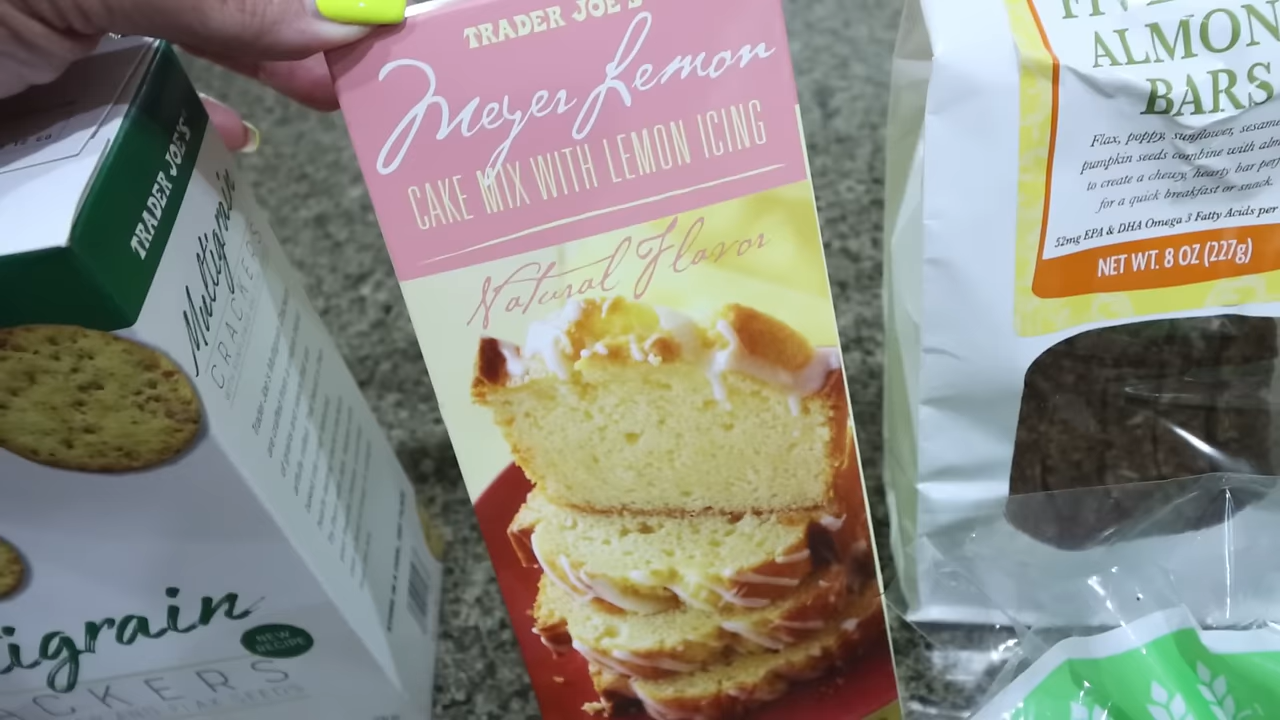 TRADER JOE'S
Multigrain
CRACKERS
igrain
NEW
RECIPE
ACKERS
TRADER JOE'S
Meyer Lemon
CAKE MIX WITH LEMON ICING
Natural Flavor
ALMON
BARS
Flax, poppy, sunflower, sesame
pumpkin seeds combine with alm
to create a chewy, hearty bar per
for a quick breakfast or snack.
52mg EPA & DHA Omega 3 Fatty Acids per
NET WT. 8 OZ (227g)